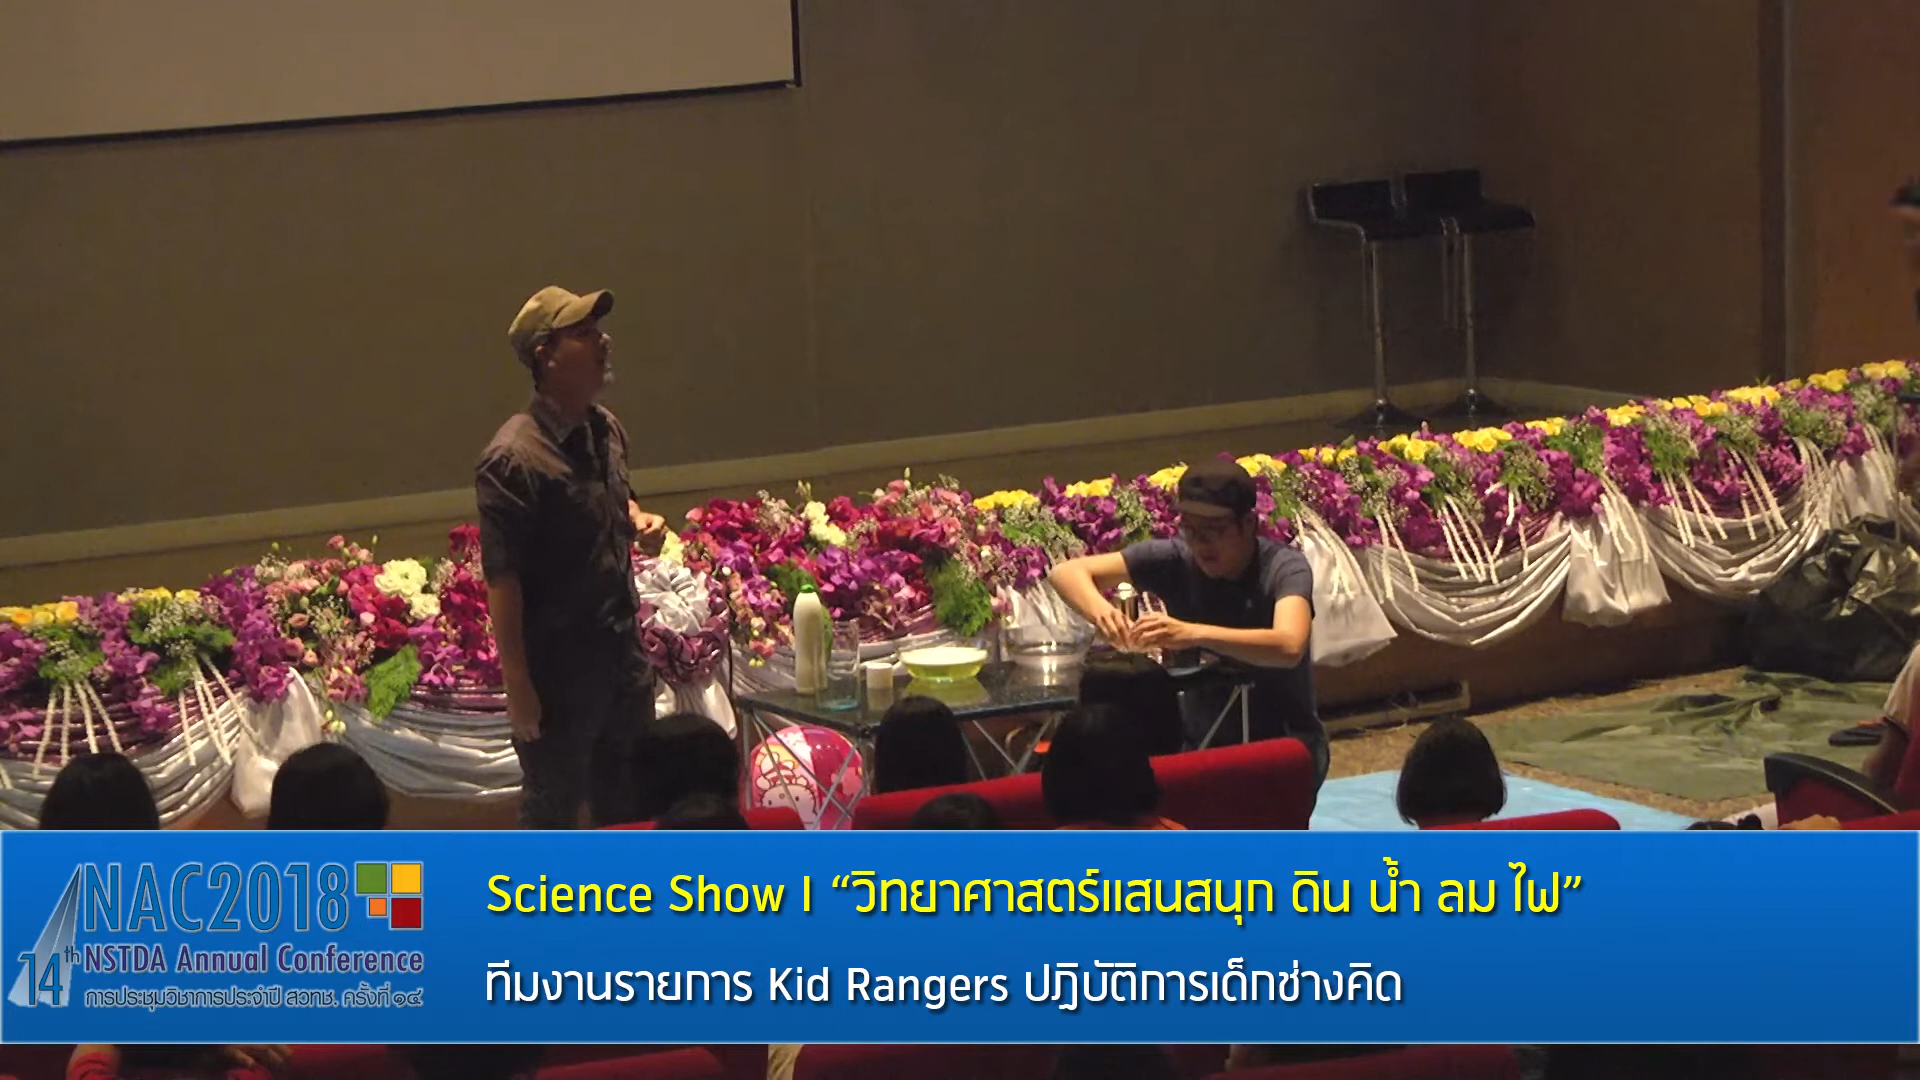 NAC2018
14th NSTDA Annual Conference
การประชุมวิชาการประจำปี สวทช. ครั้งที่ ๑๔
Science Show I “วิทยาศาสตร์แสนสนุก ดิน น้ำ ลม ไฟ”
ทีมงานรายการ Kid Rangers ปฏิบัติการเด็กช่างคิด